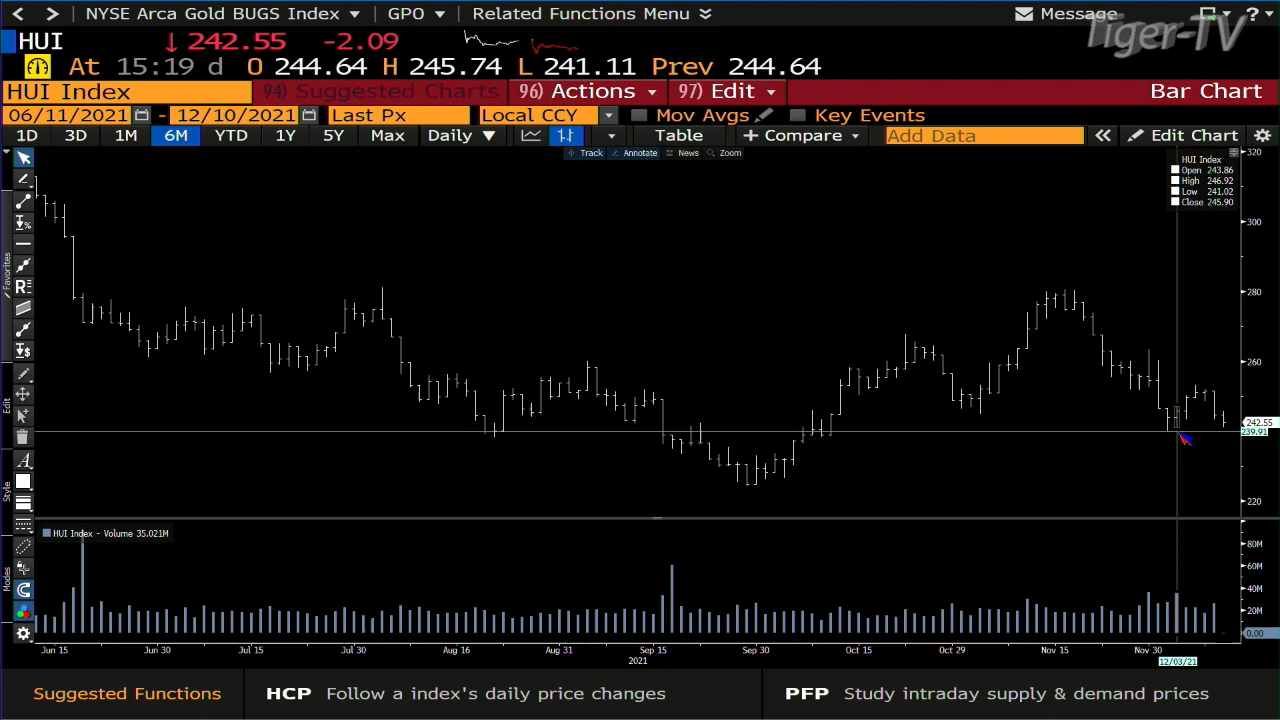 NYSE Arca Gold BUGS Index GPO Related Functions Menu Message ?
Tiger-TV
HUI ↓ 242.55 -2.09
At 15:19 d O 244.64 H 245.74 L 241.11 Prev 244.64
HUI Index 94) Suggested Charts 96) Actions 97) Edit Bar Chart
06/11/2021 - 12/10/2021 Last Px Local CCY Mov Avgs Key Events
1D 3D 1M 6M YTD 1Y 5Y Max Daily ▼ Table + Compare Add Data « Edit Chart
Track Annotate News Zoom
HUI Index
Open 243.86
High 246.92
Low 241.02
Close 245.90
320
300
280
260
242.55
239.91
220
Favorites
Edit
Style
Modes
HUI Index - Volume 35.021M
80M
60M
40M
20M
0.00
Jun 15 Jun 30 Jul 15 Jul 30 Aug 16 Aug 31 Sep 15 Sep 30 Oct 15 Oct 29 Nov 15 Nov 30
2021 12/03/21
Suggested Functions HCP Follow a index's daily price changes PFP Study intraday supply & demand prices